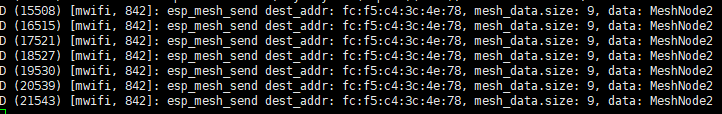 D (15508) [mwifi, 842]: esp_mesh_send dest_addr: fc:f5:c4:3c:4e:78, mesh_data.size: 9, data: MeshNode2
D (16515) [mwifi, 842]: esp_mesh_send dest_addr: fc:f5:c4:3c:4e:78, mesh_data.size: 9, data: MeshNode2
D (17521) [mwifi, 842]: esp_mesh_send dest_addr: fc:f5:c4:3c:4e:78, mesh_data.size: 9, data: MeshNode2
D (18527) [mwifi, 842]: esp_mesh_send dest_addr: fc:f5:c4:3c:4e:78, mesh_data.size: 9, data: MeshNode2
D (19530) [mwifi, 842]: esp_mesh_send dest_addr: fc:f5:c4:3c:4e:78, mesh_data.size: 9, data: MeshNode2
D (20539) [mwifi, 842]: esp_mesh_send dest_addr: fc:f5:c4:3c:4e:78, mesh_data.size: 9, data: MeshNode2
D (21543) [mwifi, 842]: esp_mesh_send dest_addr: fc:f5:c4:3c:4e:78, mesh_data.size: 9, data: MeshNode2